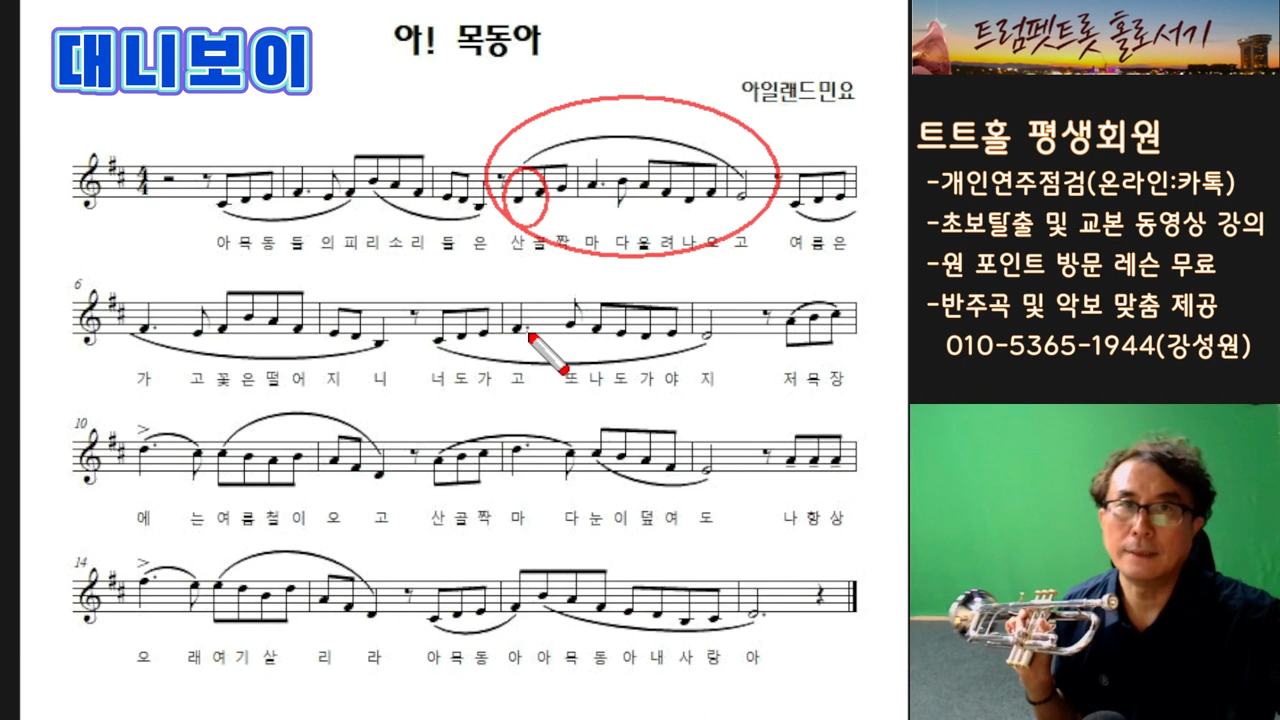 대니보이
아! 목동아
아일랜드민요
트럼펫트롯 홀로서기
트트홀 평생회원
-개인연주점검(온라인:카톡)
-초보탈출 및 교본 동영상 강의
-원 포인트 방문 레슨 무료
-반주곡 및 악보 맞춤 제공
010-5365-1944(강성원)
4
4
아 목 동 들 의 피 리 소 리 들 은 산 골 짝 마 다 울 려 나 오 고 여 름 은
6
가 고 꽃 은 떨 어 지 니 너 도 가 고 또 나 도 가 야 지 저 목 장
10
에 는 여 름 철 이 오 고 산 골 짝 마 다 눈 이 덮 여 도 나 항 상
14
오 래 여 기 살 리 라 아 목 동 아 아 목 동 아 내 사 랑 아